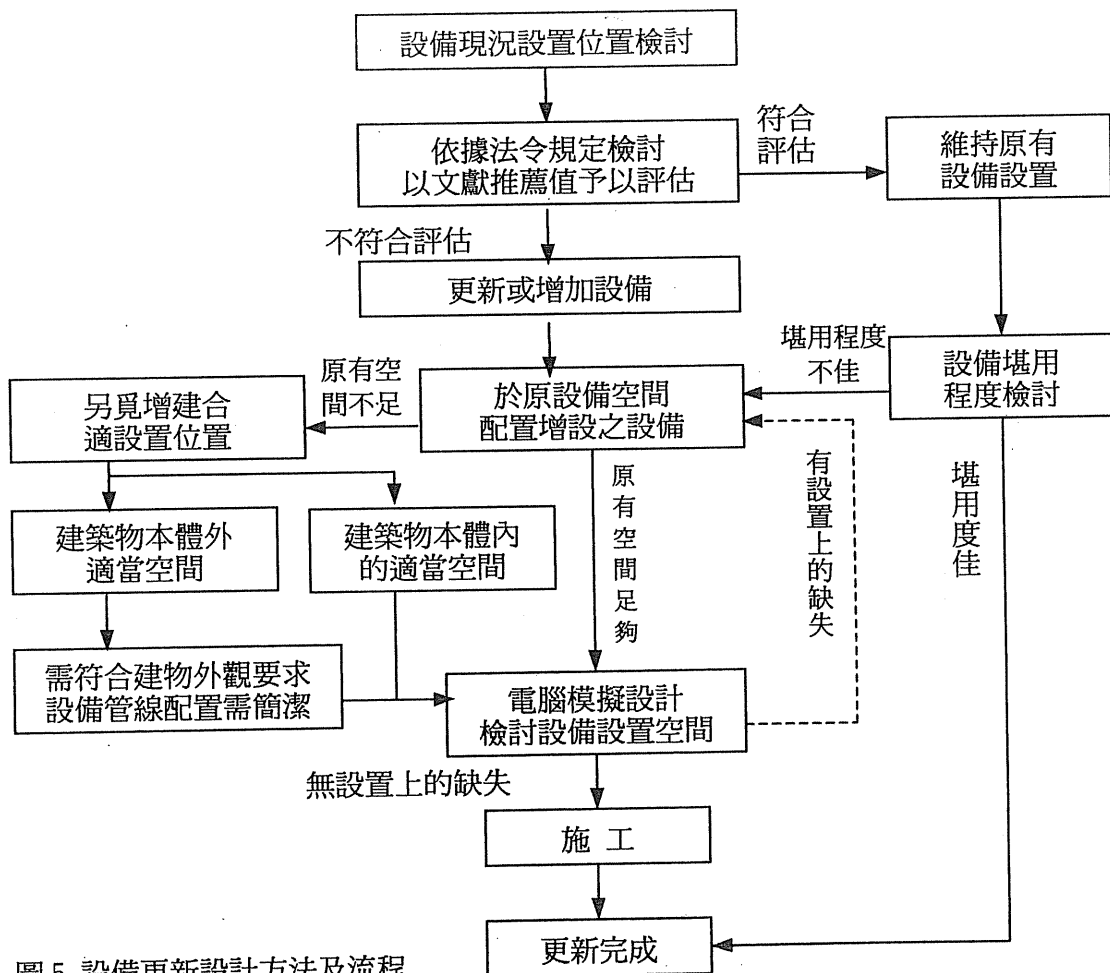 設備現況設置位置檢討
依據法令規定檢討
以文獻推薦值予以評估
符合
評估
維持原有
設備設置
不符合評估
更新或增加設備
堪用程度
不佳
設備堪用
程度檢討
原有空
間不足
於原設備空間
配置增設之設備
另覓增建合
適設置位置
原有空間足夠
有設置上的缺失
堪用度佳
建築物本體外
適當空間
建築物本體內
的適當空間
需符合建物外觀要求
設備管線配置需簡潔
電腦模擬設計
檢討設備設置空間
無設置上的缺失
施 工
更新完成
圖 5 設備更新設計方法及流程